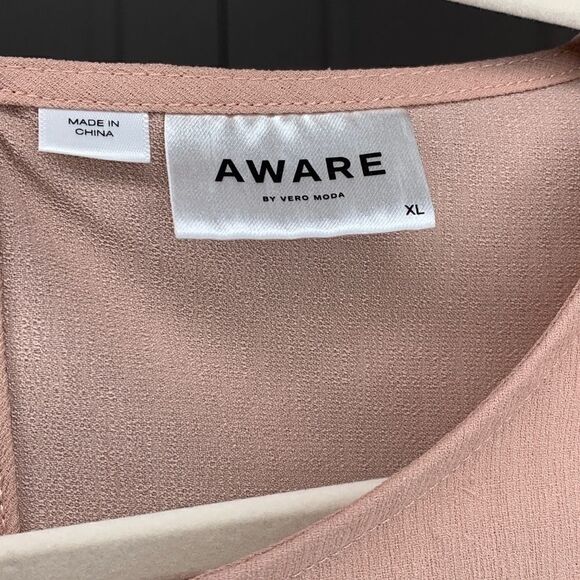 MADE IN
CHINA
AWARE
BY VERO MODA
XL